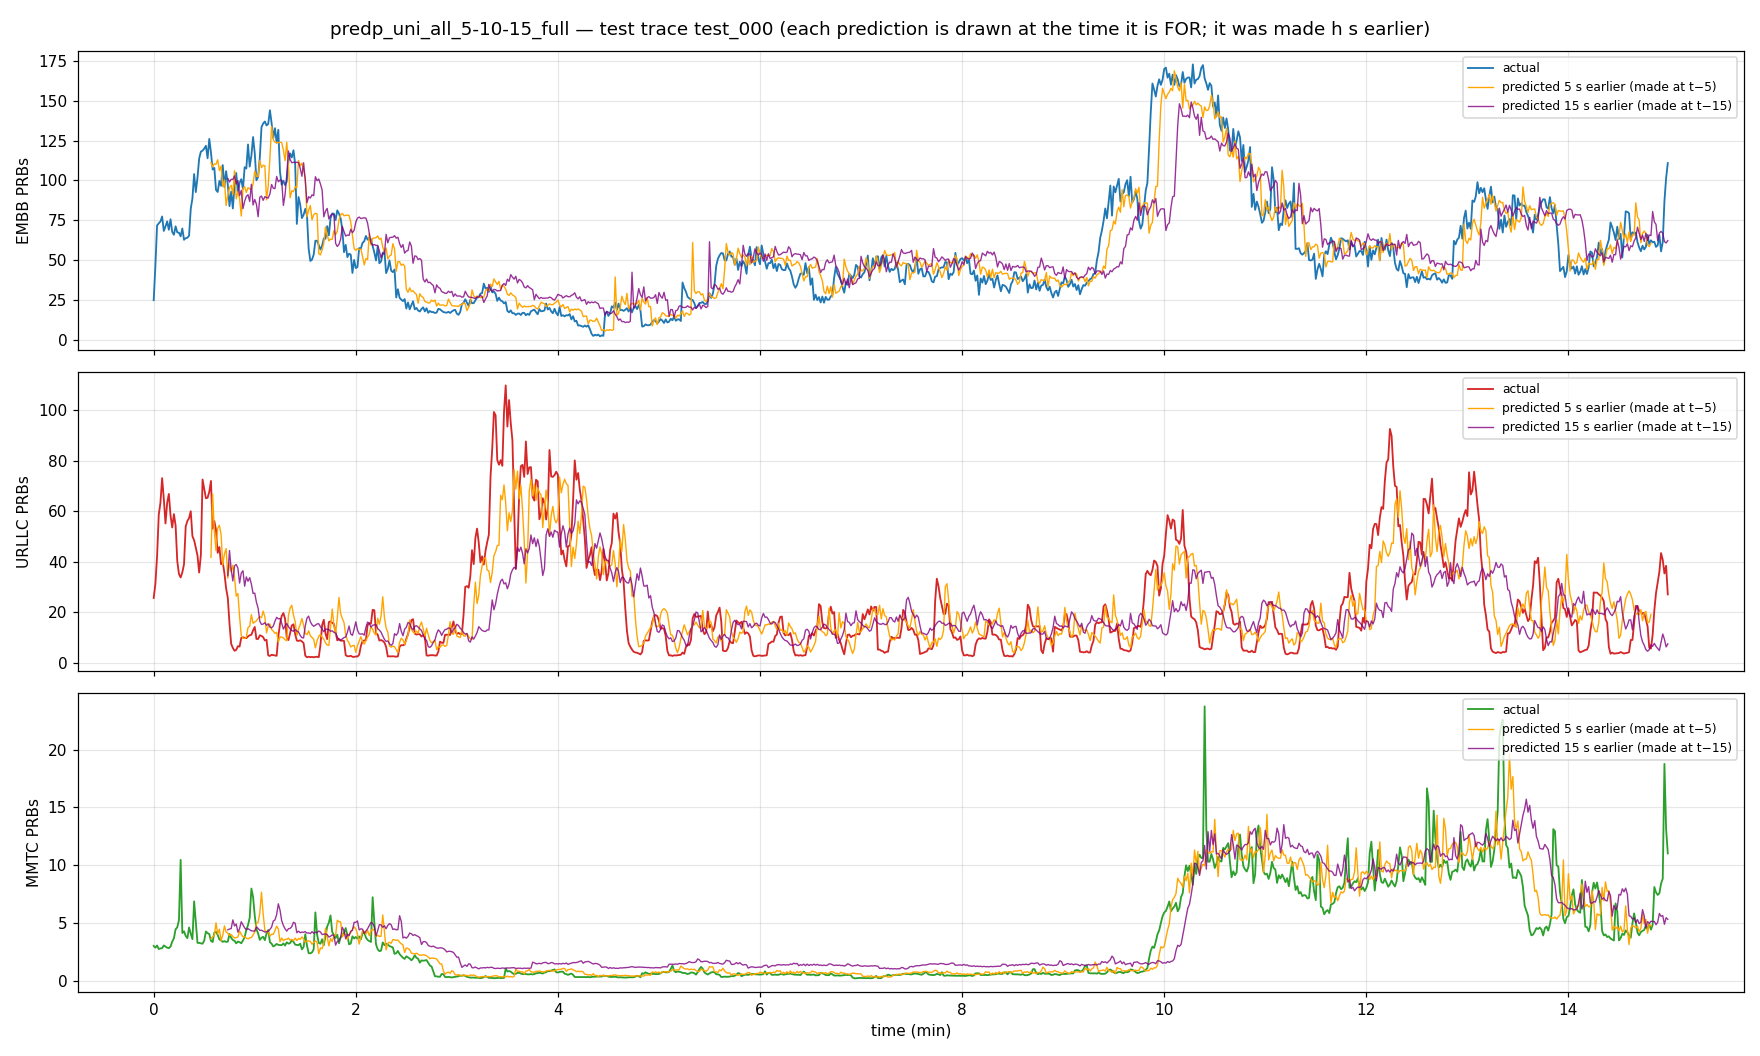 predp_uni_all_5-10-15_full — test trace test_000 (each prediction is drawn at the time it is FOR; it was made h s earlier)
175
150
125
100
75
50
25
0
EMBB PRBs
actual
predicted 5 s earlier (made at t−5)
predicted 15 s earlier (made at t−15)
100
80
60
40
20
0
URLLC PRBs
actual
predicted 5 s earlier (made at t−5)
predicted 15 s earlier (made at t−15)
20
15
10
5
0
MMTC PRBs
actual
predicted 5 s earlier (made at t−5)
predicted 15 s earlier (made at t−15)
0 2 4 6 8 10 12 14
time (min)